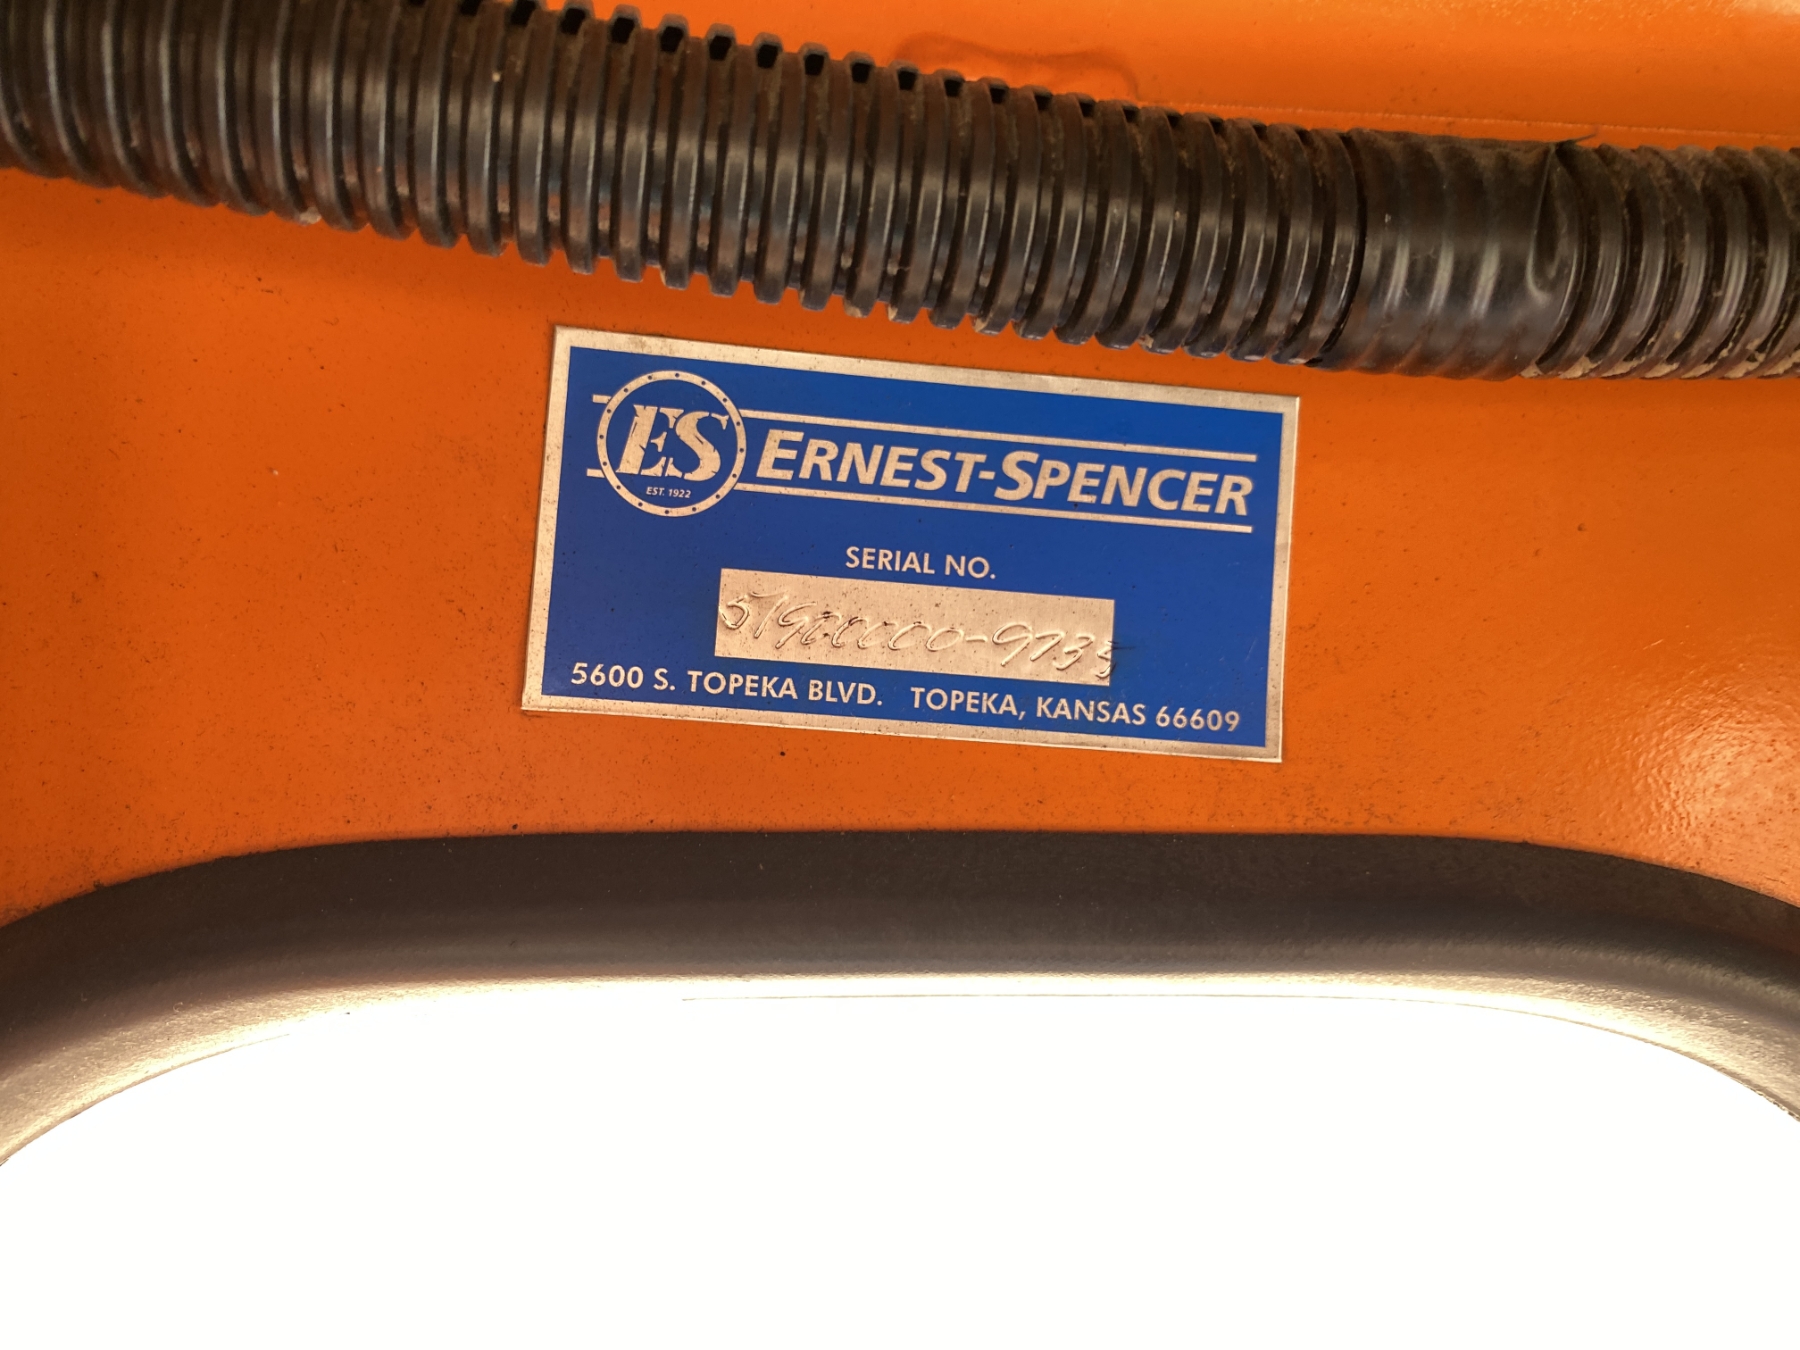 ES
EST. 1922
ERNEST-SPENCER
SERIAL NO.
5600 S. TOPEKA BLVD. TOPEKA, KANSAS 66609